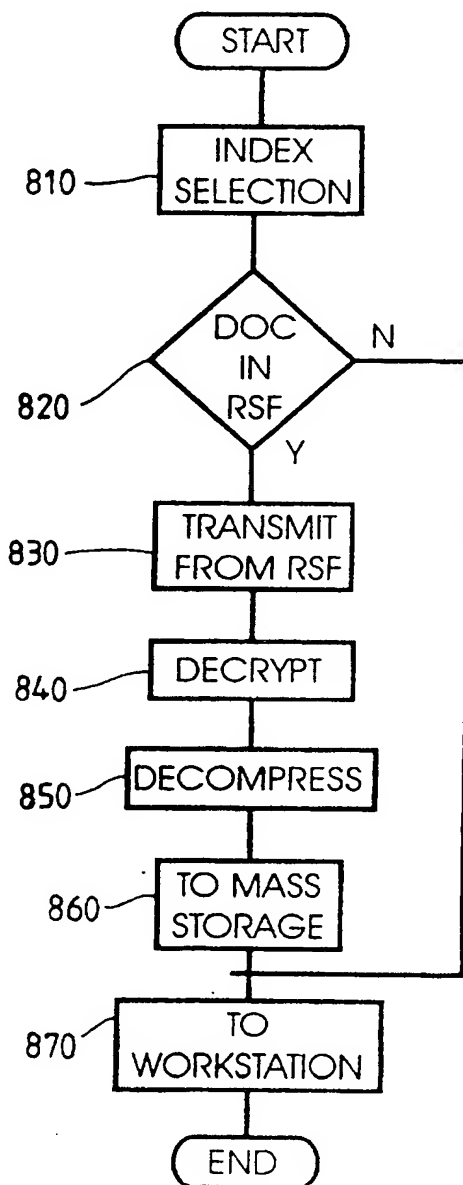 START
810
INDEX
SELECTION
820
DOC
IN
RSF
N
Y
830
TRANSMIT
FROM RSF
840
DECRYPT
850
DECOMPRESS
860
TO MASS
STORAGE
870
TO
WORKSTATION
END